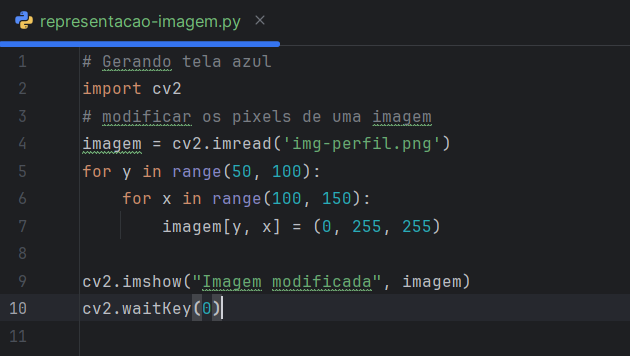 representacao-imagem.py ×
1 # Gerando tela azul
2 import cv2
3 # modificar os pixels de uma imagem
4 imagem = cv2.imread('img-perfil.png')
5 for y in range(50, 100):
6     for x in range(100, 150):
7         imagem[y, x] = (0, 255, 255)
8
9 cv2.imshow("Imagem modificada", imagem)
10 cv2.waitKey(0)
11